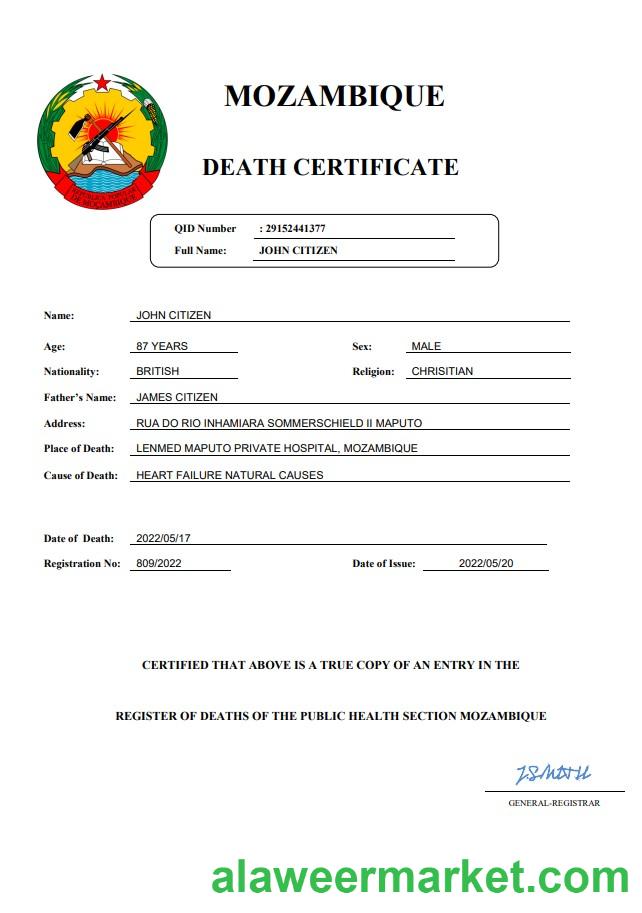 MOZAMBIQUE
DEATH CERTIFICATE
REPUBLICA POPULAR
DE MOÇAMBIQUE
QID Number : 29152441377
Full Name: JOHN CITIZEN
Name: JOHN CITIZEN
Age: 87 YEARS Sex: MALE
Nationality: BRITISH Religion: CHRISITIAN
Father's Name: JAMES CITIZEN
Address: RUA DO RIO INHAMIARA SOMMERSCHIELD II MAPUTO
Place of Death: LENMED MAPUTO PRIVATE HOSPITAL, MOZAMBIQUE
Cause of Death: HEART FAILURE NATURAL CAUSES
Date of Death: 2022/05/17
Registration No: 809/2022 Date of Issue: 2022/05/20
CERTIFIED THAT ABOVE IS A TRUE COPY OF AN ENTRY IN THE
REGISTER OF DEATHS OF THE PUBLIC HEALTH SECTION MOZAMBIQUE
GENERAL-REGISTRAR
alaweermarket.com